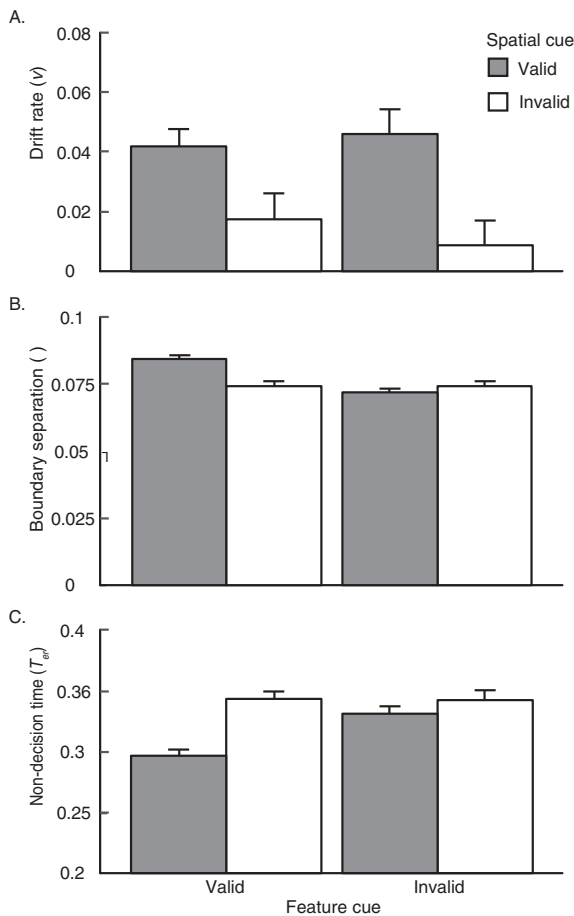 A.
0.08
0.06
0.04
0.02
0
Drift rate (v)
Spatial cue
Valid
Invalid
B.
0.1
0.075
0.05
0.025
0
Boundary separation ( )
C.
0.4
0.36
0.3
0.25
0.2
Non-decision time (Ter)
Valid
Invalid
Feature cue